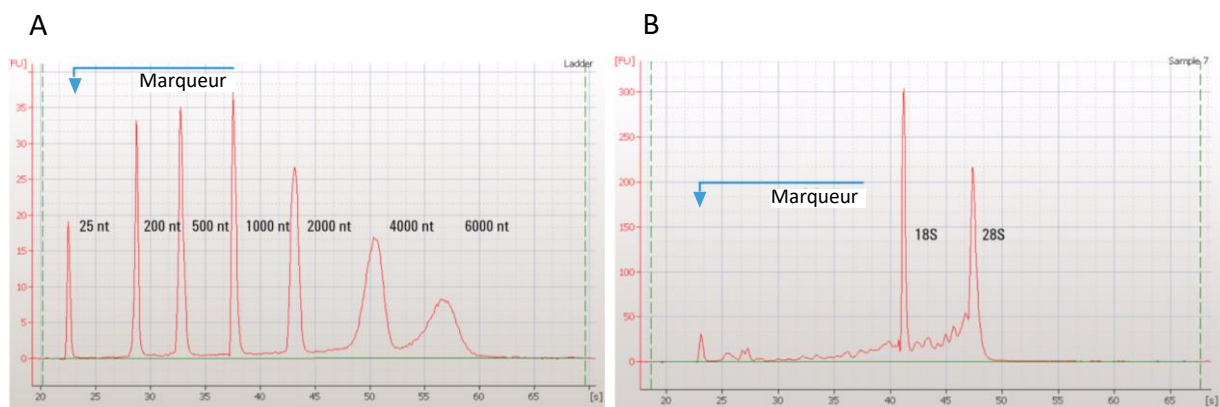 A
B
[FU]
Ladder
Marqueur
35
30
25
20
15
10
5
0
25 nt
200 nt
500 nt
1000 nt
2000 nt
4000 nt
6000 nt
20
25
30
35
40
45
50
55
60
65
[s]
[FU]
Sample 7
300
250
200
150
100
50
0
Marqueur
18S
28S
20
25
30
35
40
45
50
55
60
65
[s]